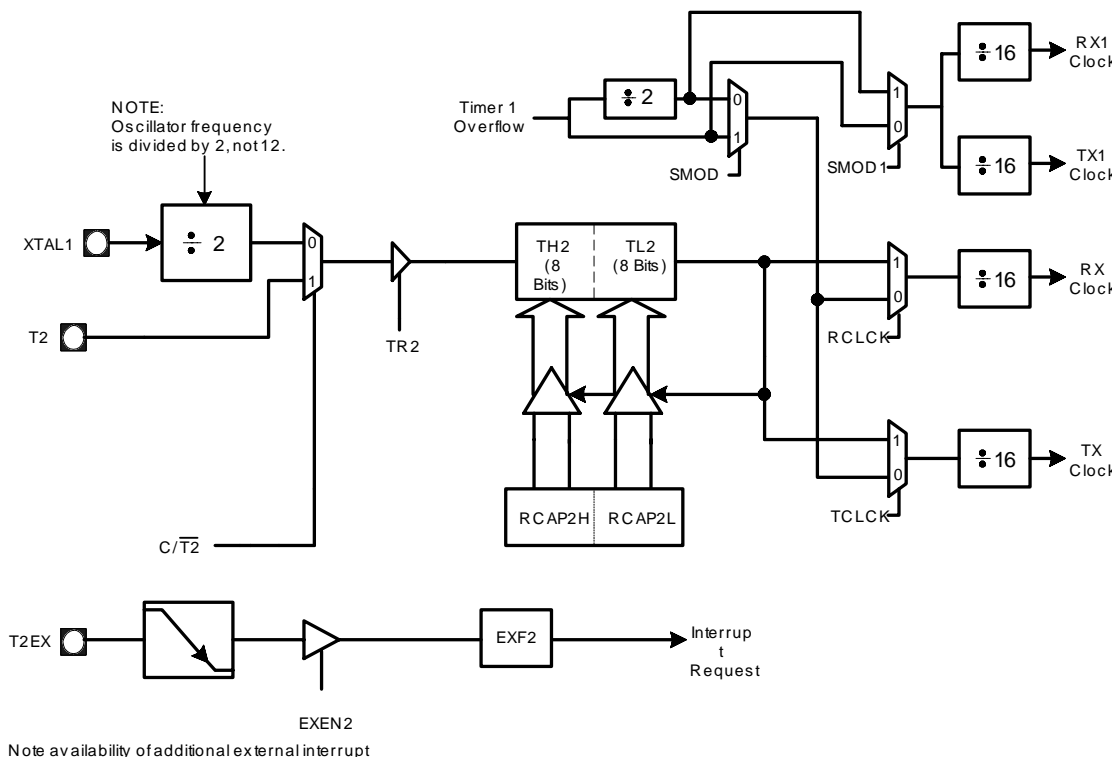 Timer 1
Overflow
÷ 2
0
1
SMOD
1
0
SMOD1
÷ 16
RX1
Clock
÷ 16
TX1
Clock
NOTE:
Oscillator frequency
is divided by 2, not 12.
XTAL1
÷ 2
0
1
T2
C/T2
TR2
TH2
(8
Bits)
TL2
(8 Bits)
RCAP2H
RCAP2L
1
0
RCLCK
÷ 16
RX
Clock
1
0
TCLCK
÷ 16
TX
Clock
T2EX
EXEN2
EXF2
Interrup
t
Request
Note availability of additional external interrupt